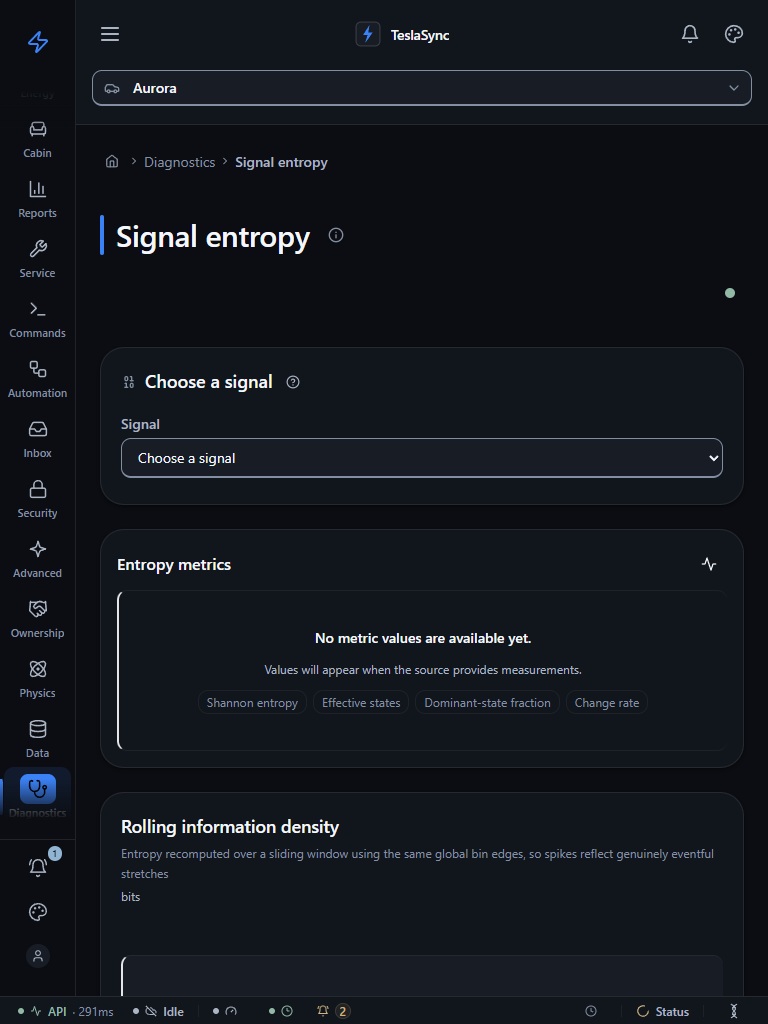 TeslaSync
Aurora
Energy
Cabin
Reports
Service
Commands
Automation
Inbox
Security
Advanced
Ownership
Physics
Data
Diagnostics
1
Diagnostics
Signal entropy
Signal entropy
Choose a signal
Signal
Choose a signal
Entropy metrics
No metric values are available yet.
Values will appear when the source provides measurements.
Shannon entropy
Effective states
Dominant-state fraction
Change rate
Rolling information density
Entropy recomputed over a sliding window using the same global bin edges, so spikes reflect genuinely eventful
stretches
bits
API · 291ms
Idle
2
Status